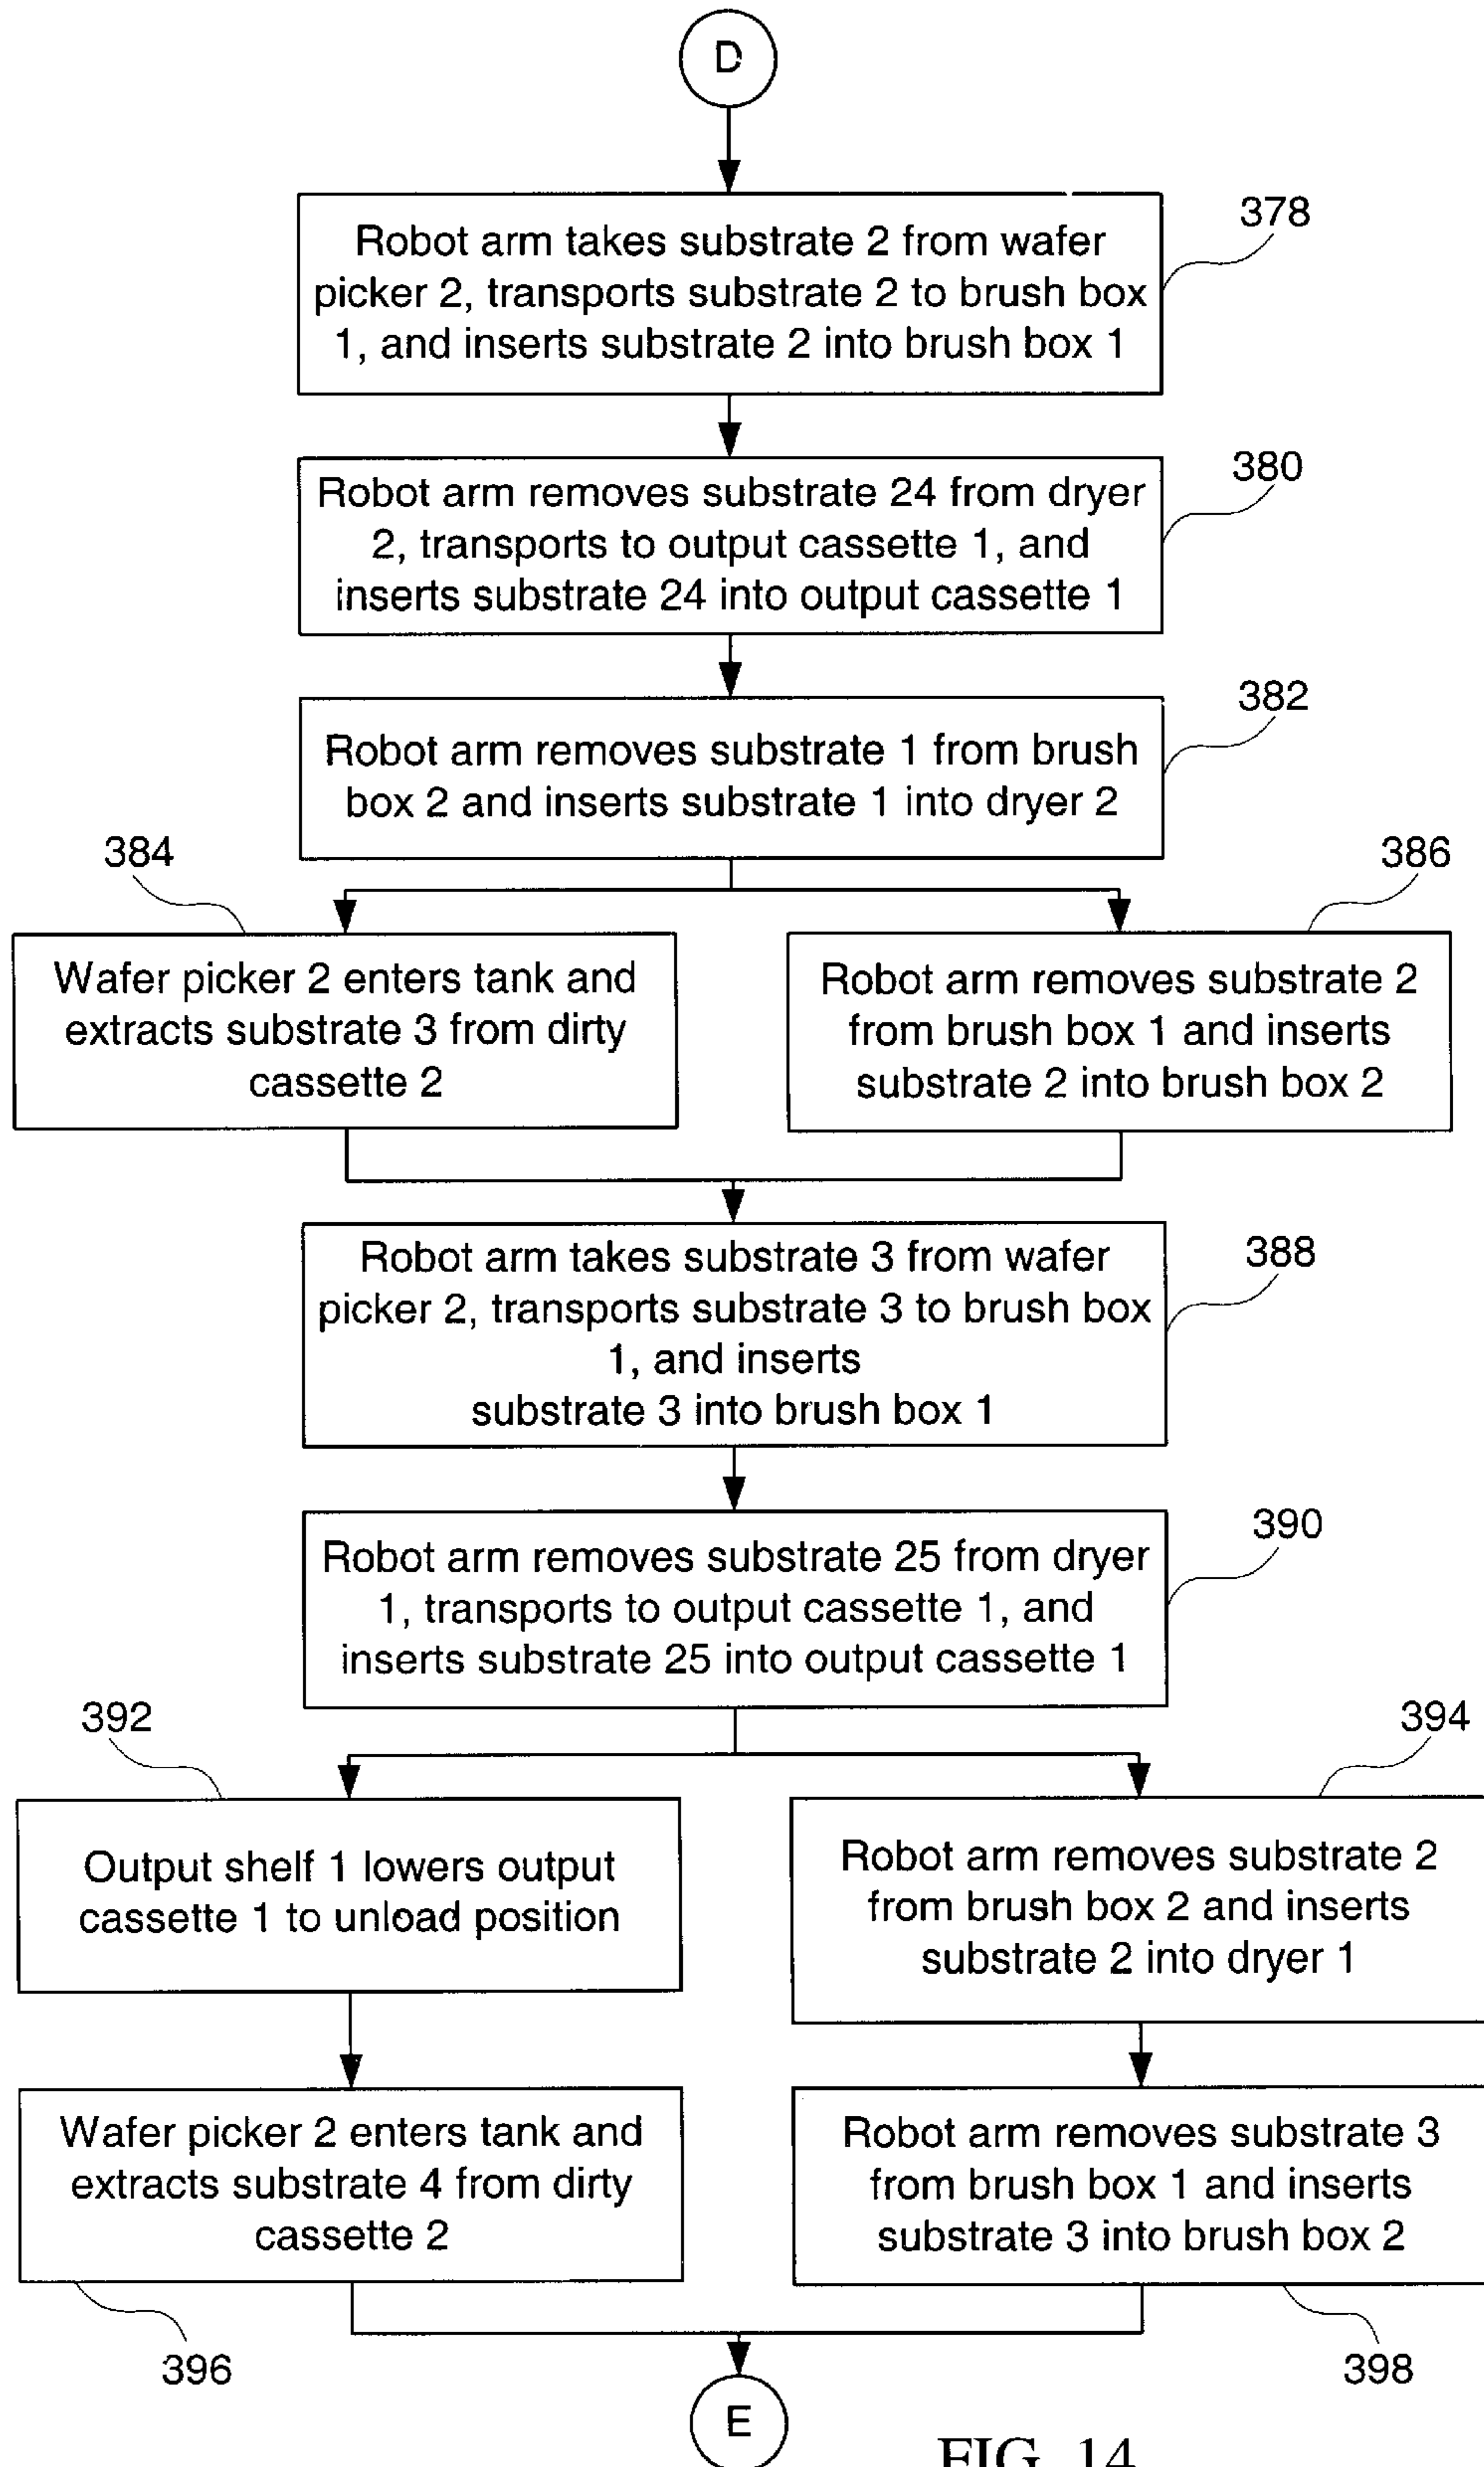 D
Robot arm takes substrate 2 from wafer
picker 2, transports substrate 2 to brush box
1, and inserts substrate 2 into brush box 1
378
Robot arm removes substrate 24 from dryer
2, transports to output cassette 1, and
inserts substrate 24 into output cassette 1
380
Robot arm removes substrate 1 from brush
box 2 and inserts substrate 1 into dryer 2
382
384
Wafer picker 2 enters tank and
extracts substrate 3 from dirty
cassette 2
386
Robot arm removes substrate 2
from brush box 1 and inserts
substrate 2 into brush box 2
Robot arm takes substrate 3 from wafer
picker 2, transports substrate 3 to brush box
1, and inserts
substrate 3 into brush box 1
388
Robot arm removes substrate 25 from dryer
1, transports to output cassette 1, and
inserts substrate 25 into output cassette 1
390
392
Output shelf 1 lowers output
cassette 1 to unload position
394
Robot arm removes substrate 2
from brush box 2 and inserts
substrate 2 into dryer 1
Wafer picker 2 enters tank and
extracts substrate 4 from dirty
cassette 2
396
Robot arm removes substrate 3
from brush box 1 and inserts
substrate 3 into brush box 2
398
E
FIG. 14